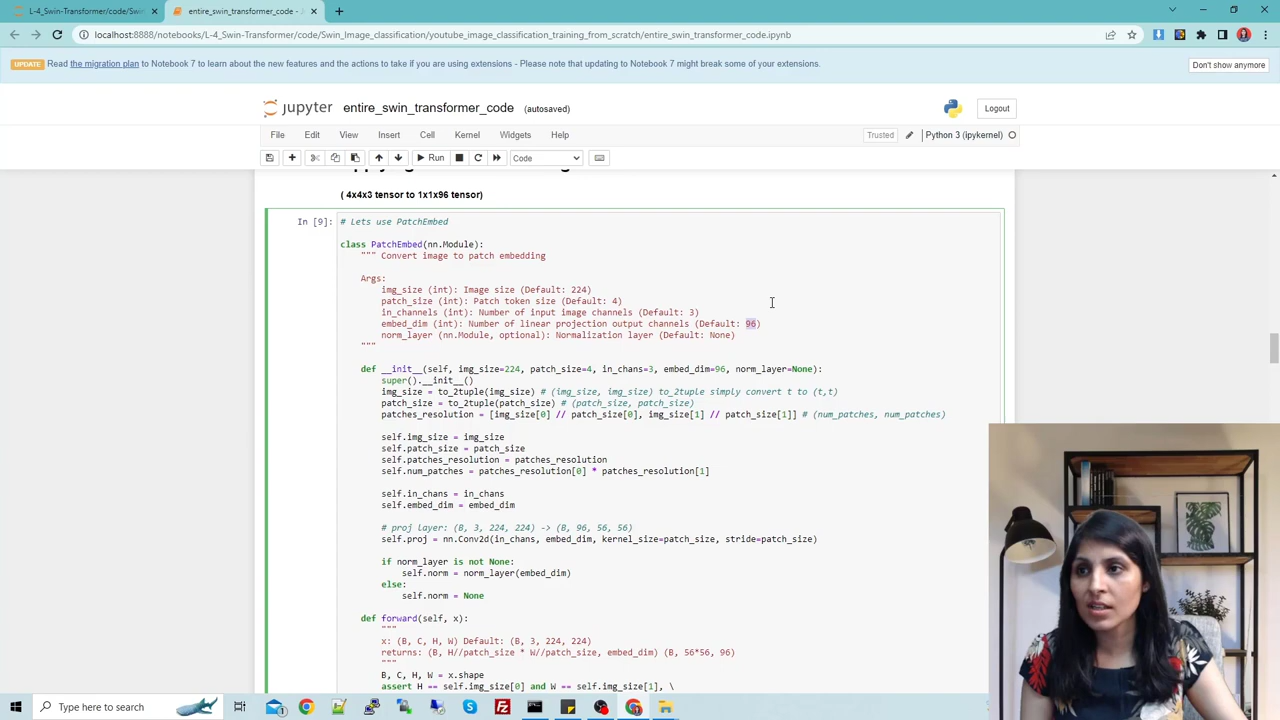 L-4_Swin-Transformer/code/Swin_
entire_swin_transformer_code - Ju
localhost:8888/notebooks/L-4_Swin-Transformer/code/Swin_Image_classification/youtube_image_classification_training_from_scratch/entire_swin_transformer_code.ipynb
UPDATE Read the migration plan to Notebook 7 to learn about the new features and the actions to take if you are using extensions - Please note that updating to Notebook 7 might break some of your extensions.
Don't show anymore
jupyter entire_swin_transformer_code (autosaved)
Logout
File Edit View Insert Cell Kernel Widgets Help
Trusted Python 3 (ipykernel)
Run Code
( 4x4x3 tensor to 1x1x96 tensor)
In [9]: # Lets use PatchEmbed
class PatchEmbed(nn.Module):
""" Convert image to patch embedding
Args:
img_size (int): Image size (Default: 224)
patch_size (int): Patch token size (Default: 4)
in_channels (int): Number of input image channels (Default: 3)
embed_dim (int): Number of linear projection output channels (Default: 96)
norm_layer (nn.Module, optional): Normalization layer (Default: None)
"""
def __init__(self, img_size=224, patch_size=4, in_chans=3, embed_dim=96, norm_layer=None):
super().__init__()
img_size = to_2tuple(img_size) # (img_size, img_size) to_2tuple simply convert t to (t,t)
patch_size = to_2tuple(patch_size) # (patch_size, patch_size)
patches_resolution = [img_size[0] // patch_size[0], img_size[1] // patch_size[1]] # (num_patches, num_patches)
self.img_size = img_size
self.patch_size = patch_size
self.patches_resolution = patches_resolution
self.num_patches = patches_resolution[0] * patches_resolution[1]
self.in_chans = in_chans
self.embed_dim = embed_dim
# proj layer: (B, 3, 224, 224) -> (B, 96, 56, 56)
self.proj = nn.Conv2d(in_chans, embed_dim, kernel_size=patch_size, stride=patch_size)
if norm_layer is not None:
self.norm = norm_layer(embed_dim)
else:
self.norm = None
def forward(self, x):
"""
x: (B, C, H, W) Default: (B, 3, 224, 224)
returns: (B, H//patch_size * W//patch_size, embed_dim) (B, 56*56, 96)
"""
B, C, H, W = x.shape
assert H == self.img_size[0] and W == self.img_size[1], \
Type here to search